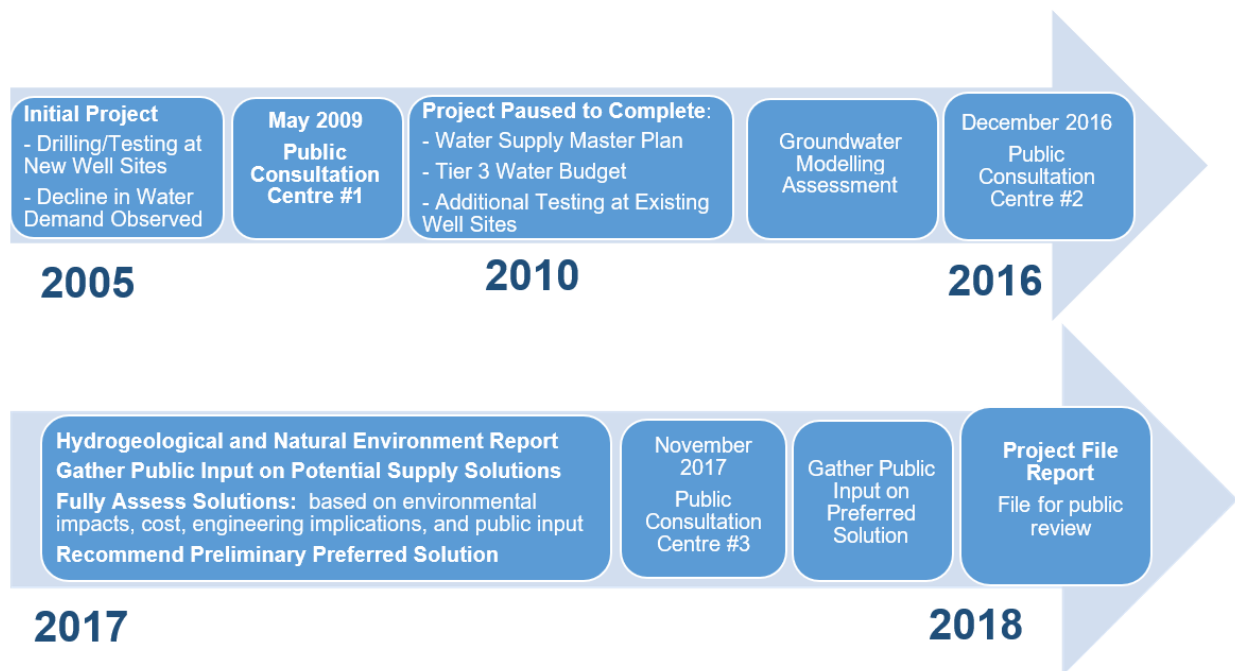 Initial Project
- Drilling/Testing at
New Well Sites
- Decline in Water
Demand Observed
May 2009
Public
Consultation
Centre #1
Project Paused to Complete:
- Water Supply Master Plan
- Tier 3 Water Budget
- Additional Testing at Existing
Well Sites
Groundwater
Modelling
Assessment
December 2016
Public
Consultation
Centre #2
2005
2010
2016
Hydrogeological and Natural Environment Report
Gather Public Input on Potential Supply Solutions
Fully Assess Solutions: based on environmental
impacts, cost, engineering implications, and public input
Recommend Preliminary Preferred Solution
November
2017
Public
Consultation
Centre #3
Gather Public
Input on
Preferred
Solution
Project File
Report
File for public
review
2017
2018